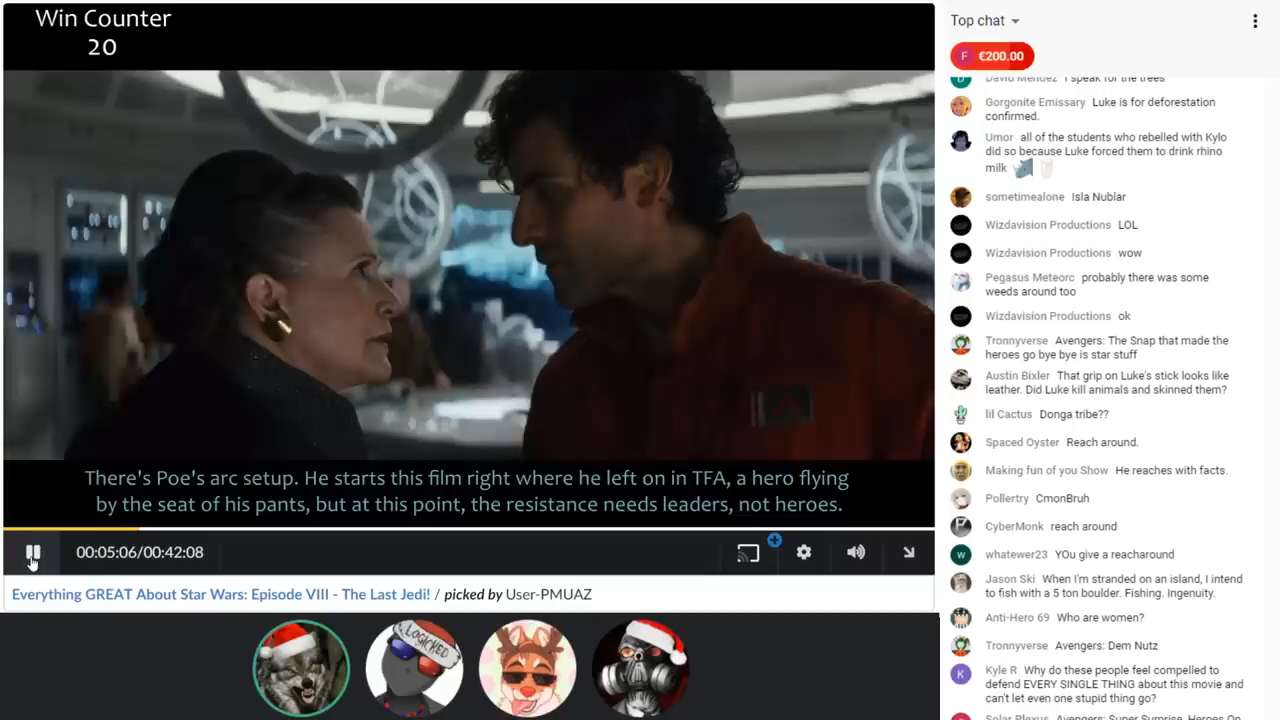 Win Counter
20
There's Poe's arc setup. He starts this film right where he left on in TFA, a hero flying
by the seat of his pants, but at this point, the resistance needs leaders, not heroes.
00:05:06/00:42:08
Everything GREAT About Star Wars: Episode VIII - The Last Jedi! / picked by User-PMUAZ
LOGICKED
Top chat
F €200.00
David Mendez I speak for the trees
Gorgonite Emissary Luke is for deforestation
confirmed.
Umor all of the students who rebelled with Kylo
did so because Luke forced them to drink rhino
milk
sometimealone Isla Nublar
Wizdavision Productions LOL
Wizdavision Productions wow
Pegasus Meteorc probably there was some
weeds around too
Wizdavision Productions ok
Tronnyverse Avengers: The Snap that made the
heroes go bye bye is star stuff
Austin Bixler That grip on Luke's stick looks like
leather. Did Luke kill animals and skinned them?
lil Cactus Donga tribe??
Spaced Oyster Reach around.
Making fun of you Show He reaches with facts.
Pollertry CmonBruh
CyberMonk reach around
w whatewer23 YOu give a reacharound
Jason Ski When I'm stranded on an island, I intend
to fish with a 5 ton boulder. Fishing. Ingenuity.
Anti-Hero 69 Who are women?
Tronnyverse Avengers: Dem Nutz
K Kyle R Why do these people feel compelled to
defend EVERY SINGLE THING about this movie and
can't let even one stupid thing go?
Solar Plexus Avengers: Super Surprise, Heroes On